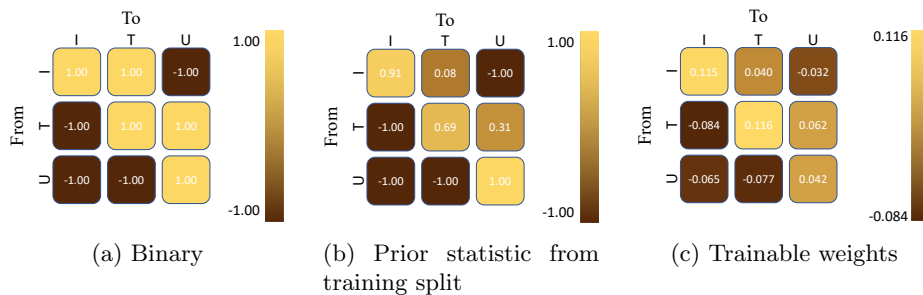 To
I T U
1.00
From
I 1.00 1.00 -1.00
T -1.00 1.00 1.00
U -1.00 -1.00 1.00
-1.00
(a) Binary
To
I T U
1.00
From
I 0.91 0.08 -1.00
T -1.00 0.69 0.31
U -1.00 -1.00 1.00
-1.00
(b) Prior statistic from
training split
To
I T U
0.116
From
I 0.115 0.040 -0.032
T -0.084 0.116 0.062
U -0.065 -0.077 0.042
-0.084
(c) Trainable weights